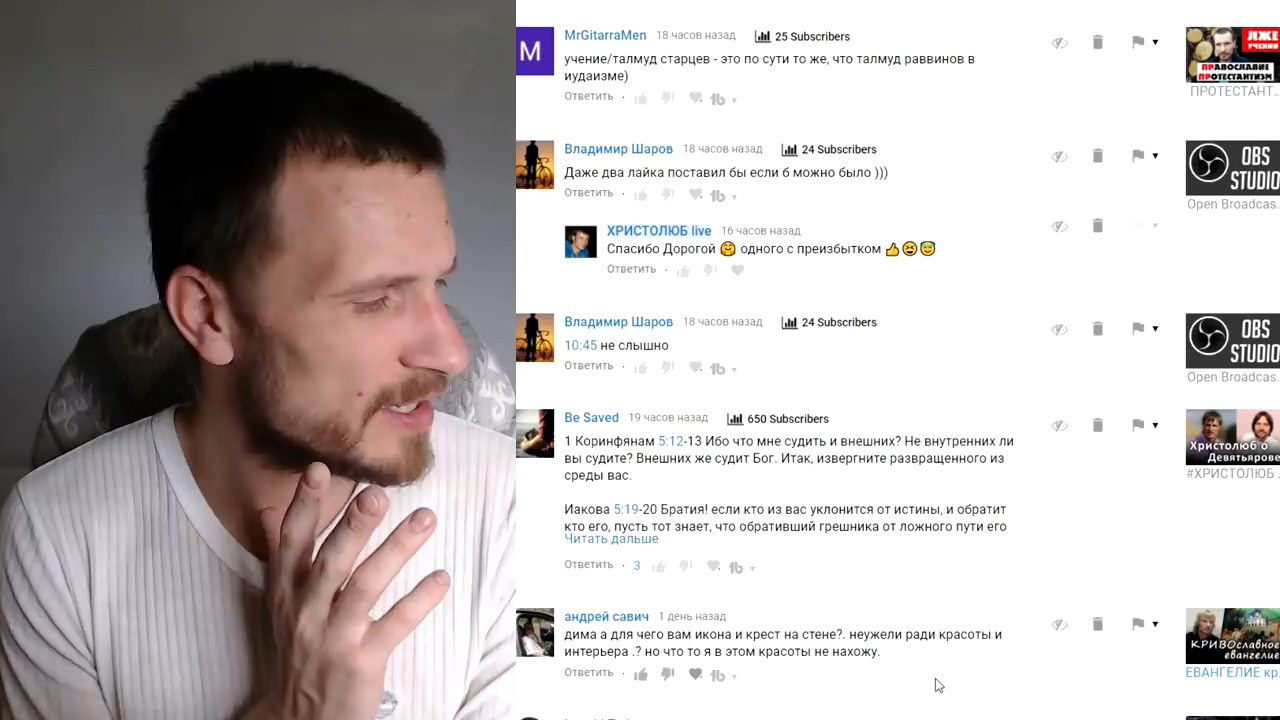 M
MrGitarraMen 18 часов назад 25 Subscribers
учение/талмуд старцев - это по сути то же, что талмуд раввинов в
иудаизме)
Ответить
ЛЖЕ
УЧЕНИЯ
ПРАВОСЛАВИЕ
ПРОТЕСТАНТИЗМ
ПРОТЕСТАНТ...
Владимир Шаров 18 часов назад 24 Subscribers
Даже два лайка поставил бы если б можно было )))
Ответить
OBS
STUDIO
Open Broadcas...
ХРИСТОЛЮБ live 16 часов назад
Спасибо Дорогой 🤗 одного с преизбытком 👍😆😇
Ответить
Владимир Шаров 18 часов назад 24 Subscribers
10:45 не слышно
Ответить
OBS
STUDIO
Open Broadcas...
Be Saved 19 часов назад 650 Subscribers
1 Коринфянам 5:12-13 Ибо что мне судить и внешних? Не внутренних ли
вы судите? Внешних же судит Бог. Итак, извергните развращенного из
среды вас.
Иакова 5:19-20 Братия! если кто из вас уклонится от истины, и обратит
кто его, пусть тот знает, что обративший грешника от ложного пути его
Читать дальше
Ответить · 3
Христолюб о
Девятьярове
#ХРИСТОЛЮБ
андрей савич 1 день назад
дима а для чего вам икона и крест на стене?. неужели ради красоты и
интерьера .? но что то я в этом красоты не нахожу.
Ответить
КРИВОславное
евангелие
ЕВАНГЕЛИЕ кр...